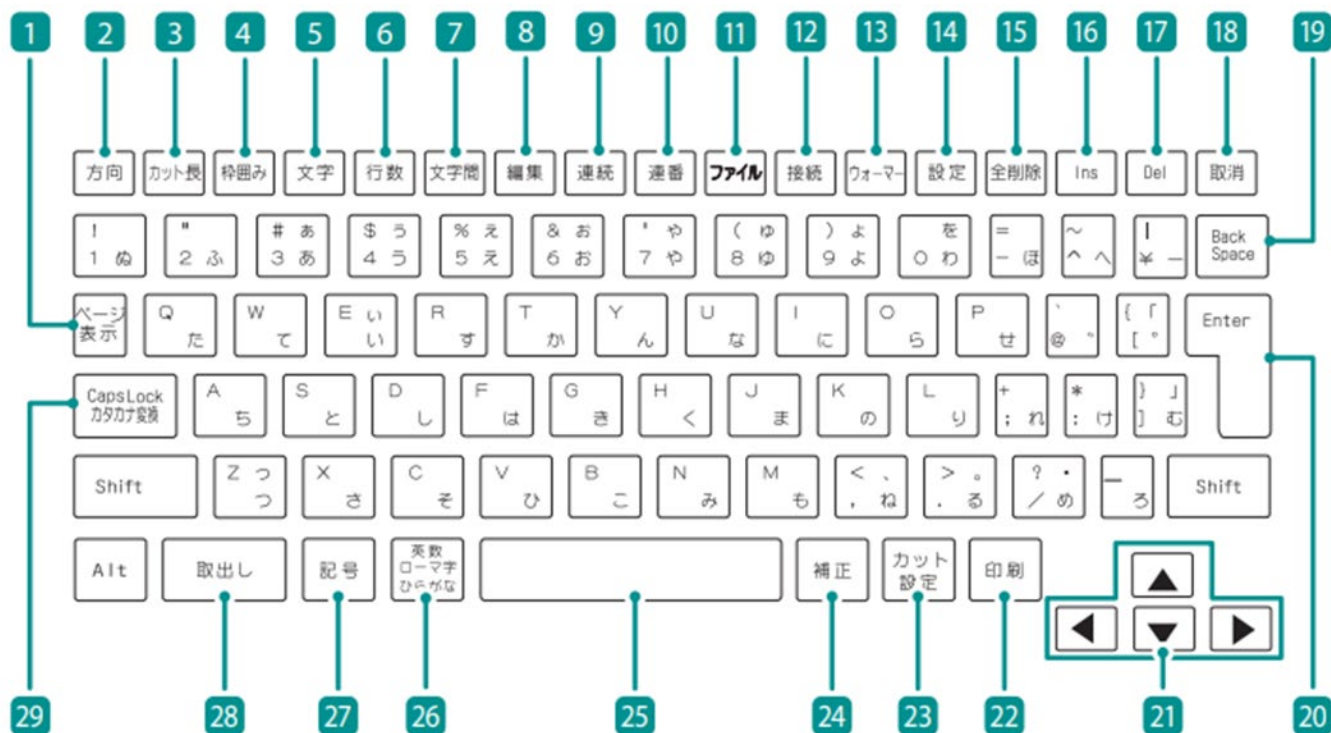 1 2 3 4 5 6 7 8 9 10 11 12 13 14 15 16 17 18 19
方向 カット長 枠囲み 文字 行数 文字間 編集 連続 連番 ファイル 接続 ウォーマー 設定 全削除 Ins Del 取消
! " # あ $ う % え & お ' や ( ゆ ) よ を = ~ |
1 ぬ 2 ふ 3 あ 4 う 5 え 6 お 7 や 8 ゆ 9 よ 0 わ - ほ ^ へ ¥ ー
Back
Space
ページ
表示
Q W E い R T Y U I O P ` { 「
た て い す か ん な に ら せ @ ゛ [ ゜
Enter
CapsLock
カタカナ変換
A S D F G H J K L + * } 」
ち と し は き く ま の り ; れ : け ] む
Shift
Z っ X C V B N M < 、 > 。 ? ・ _
つ さ そ ひ こ み も , ね . る / め ろ
Shift
Alt 取出し 記号
英数
ローマ字
ひらがな
補正
カット
設定
印刷
29 28 27 26 25 24 23 22 21 20